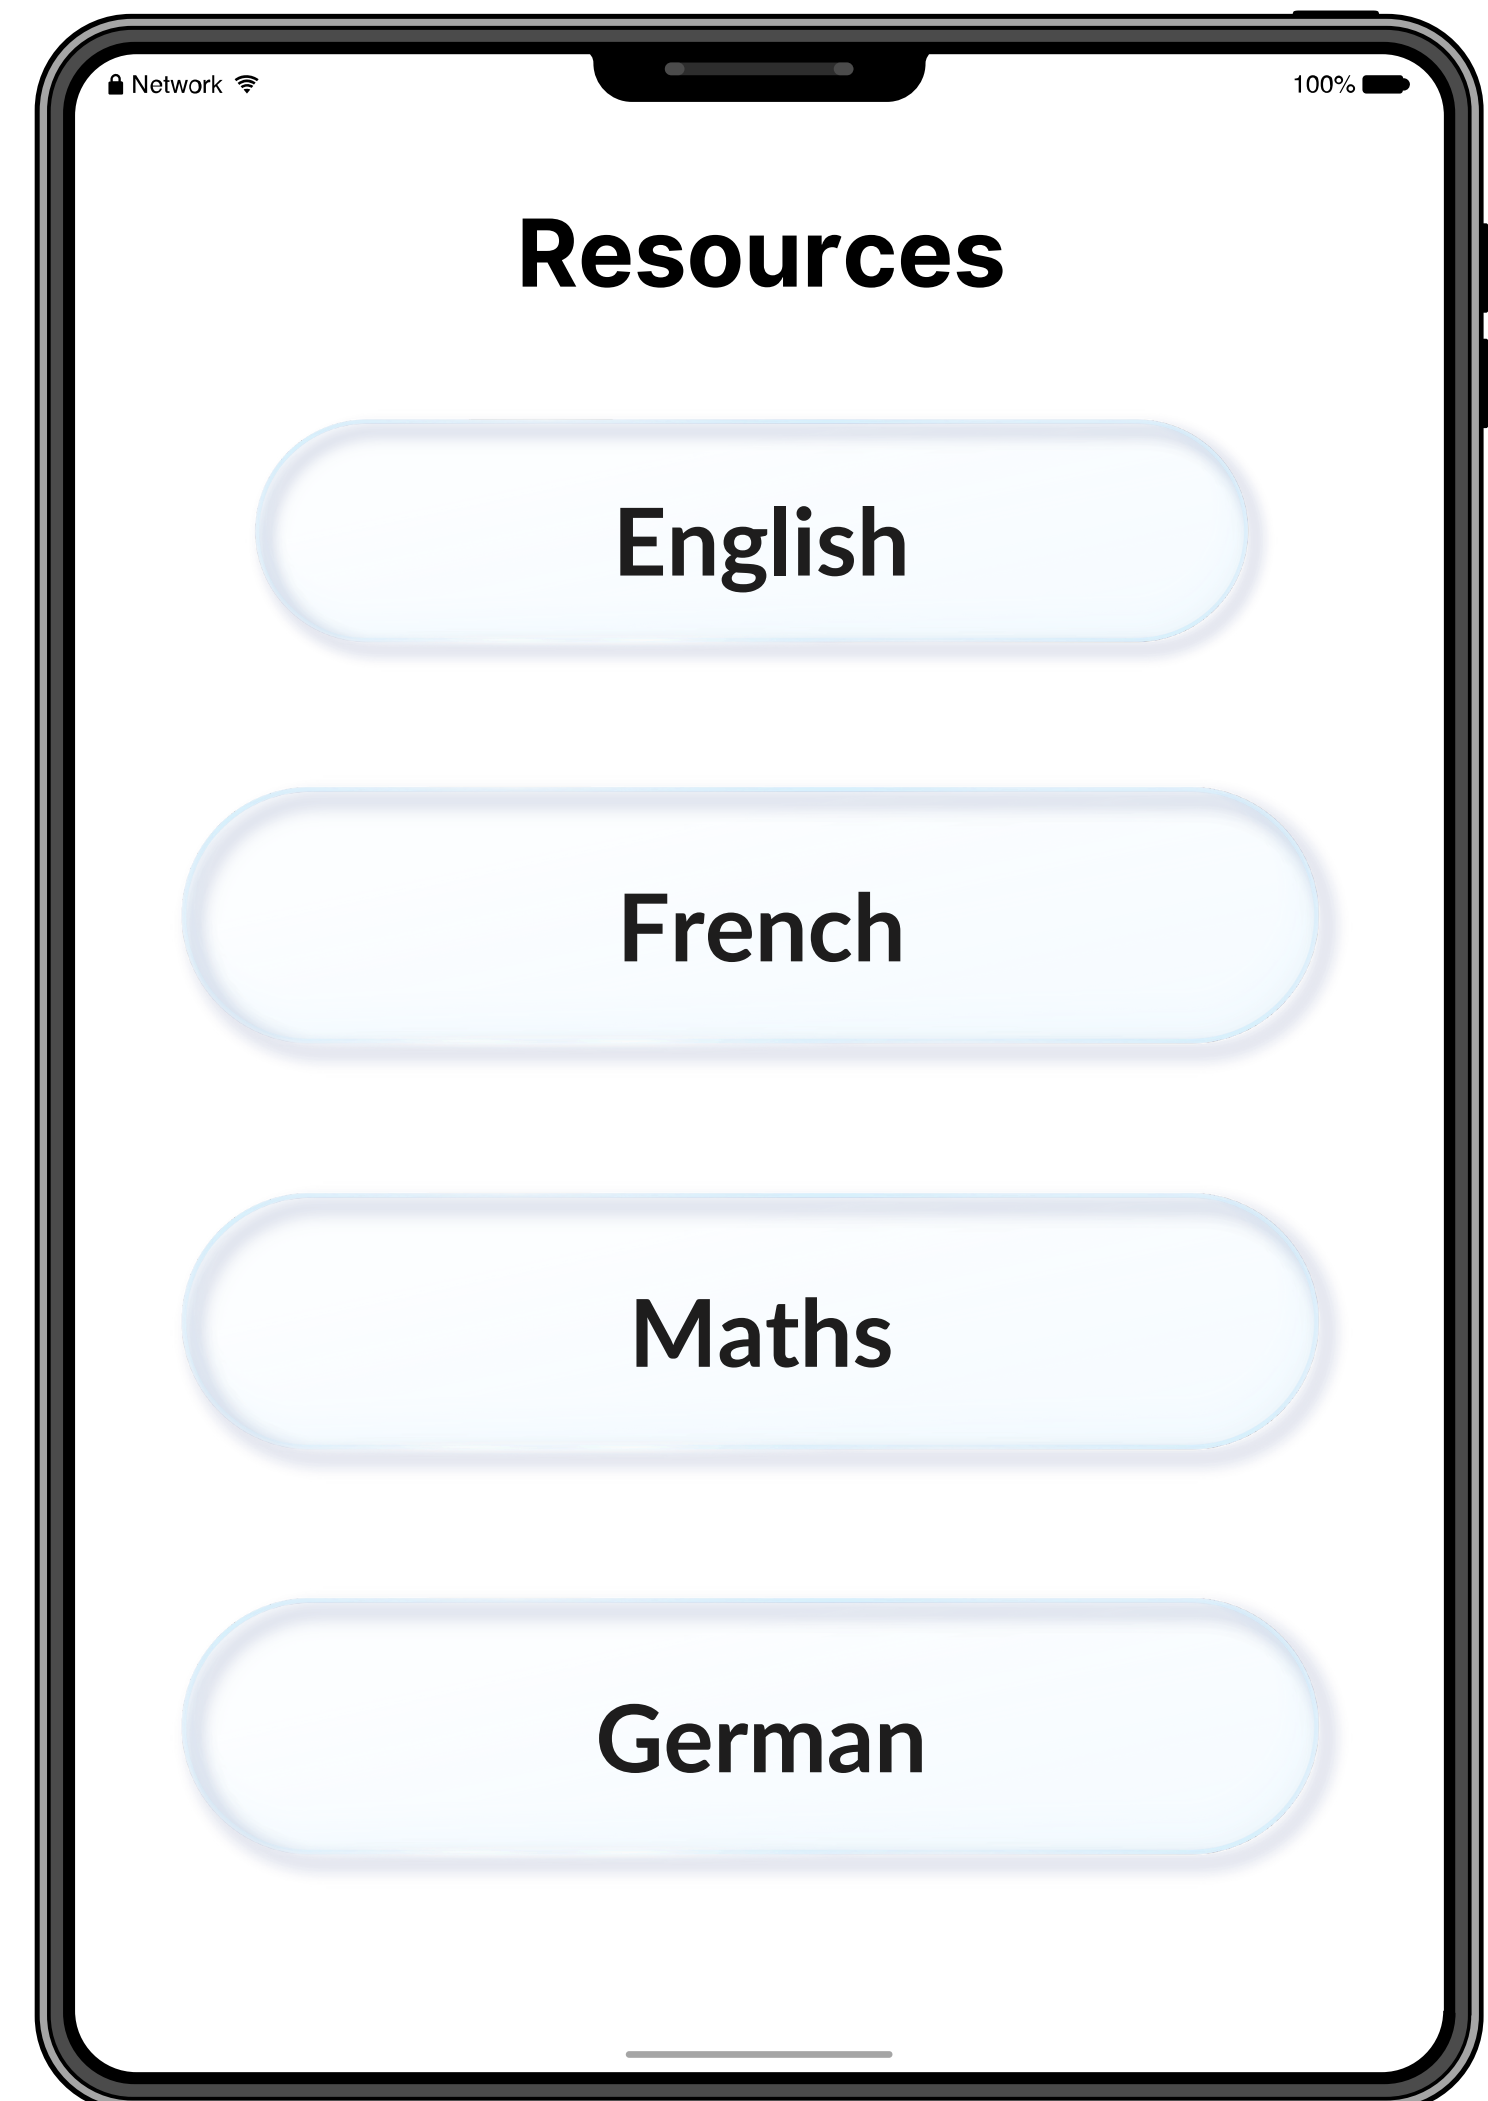 Network 100%
Resources
English
French
Maths
German